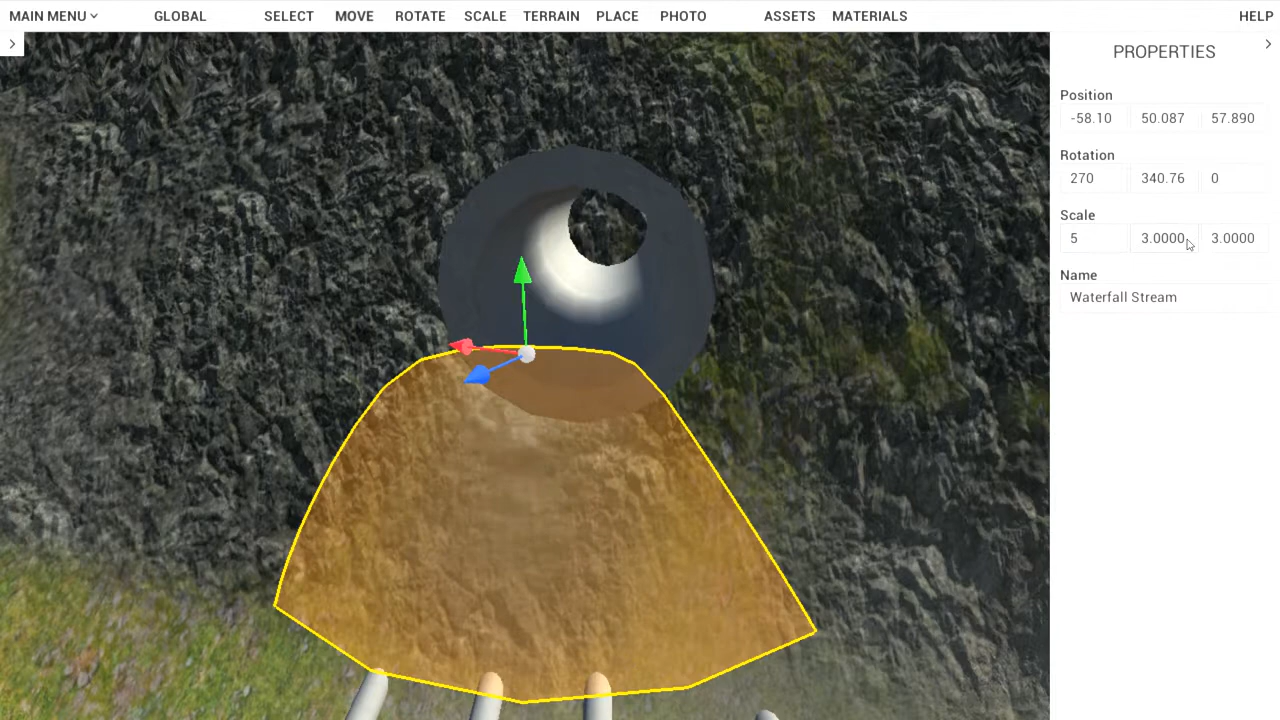 MAIN MENU GLOBAL SELECT MOVE ROTATE SCALE TERRAIN PLACE PHOTO ASSETS MATERIALS HELP
PROPERTIES
Position
-58.10 50.087 57.890
Rotation
270 340.76 0
Scale
5 3.0000 3.0000
Name
Waterfall Stream